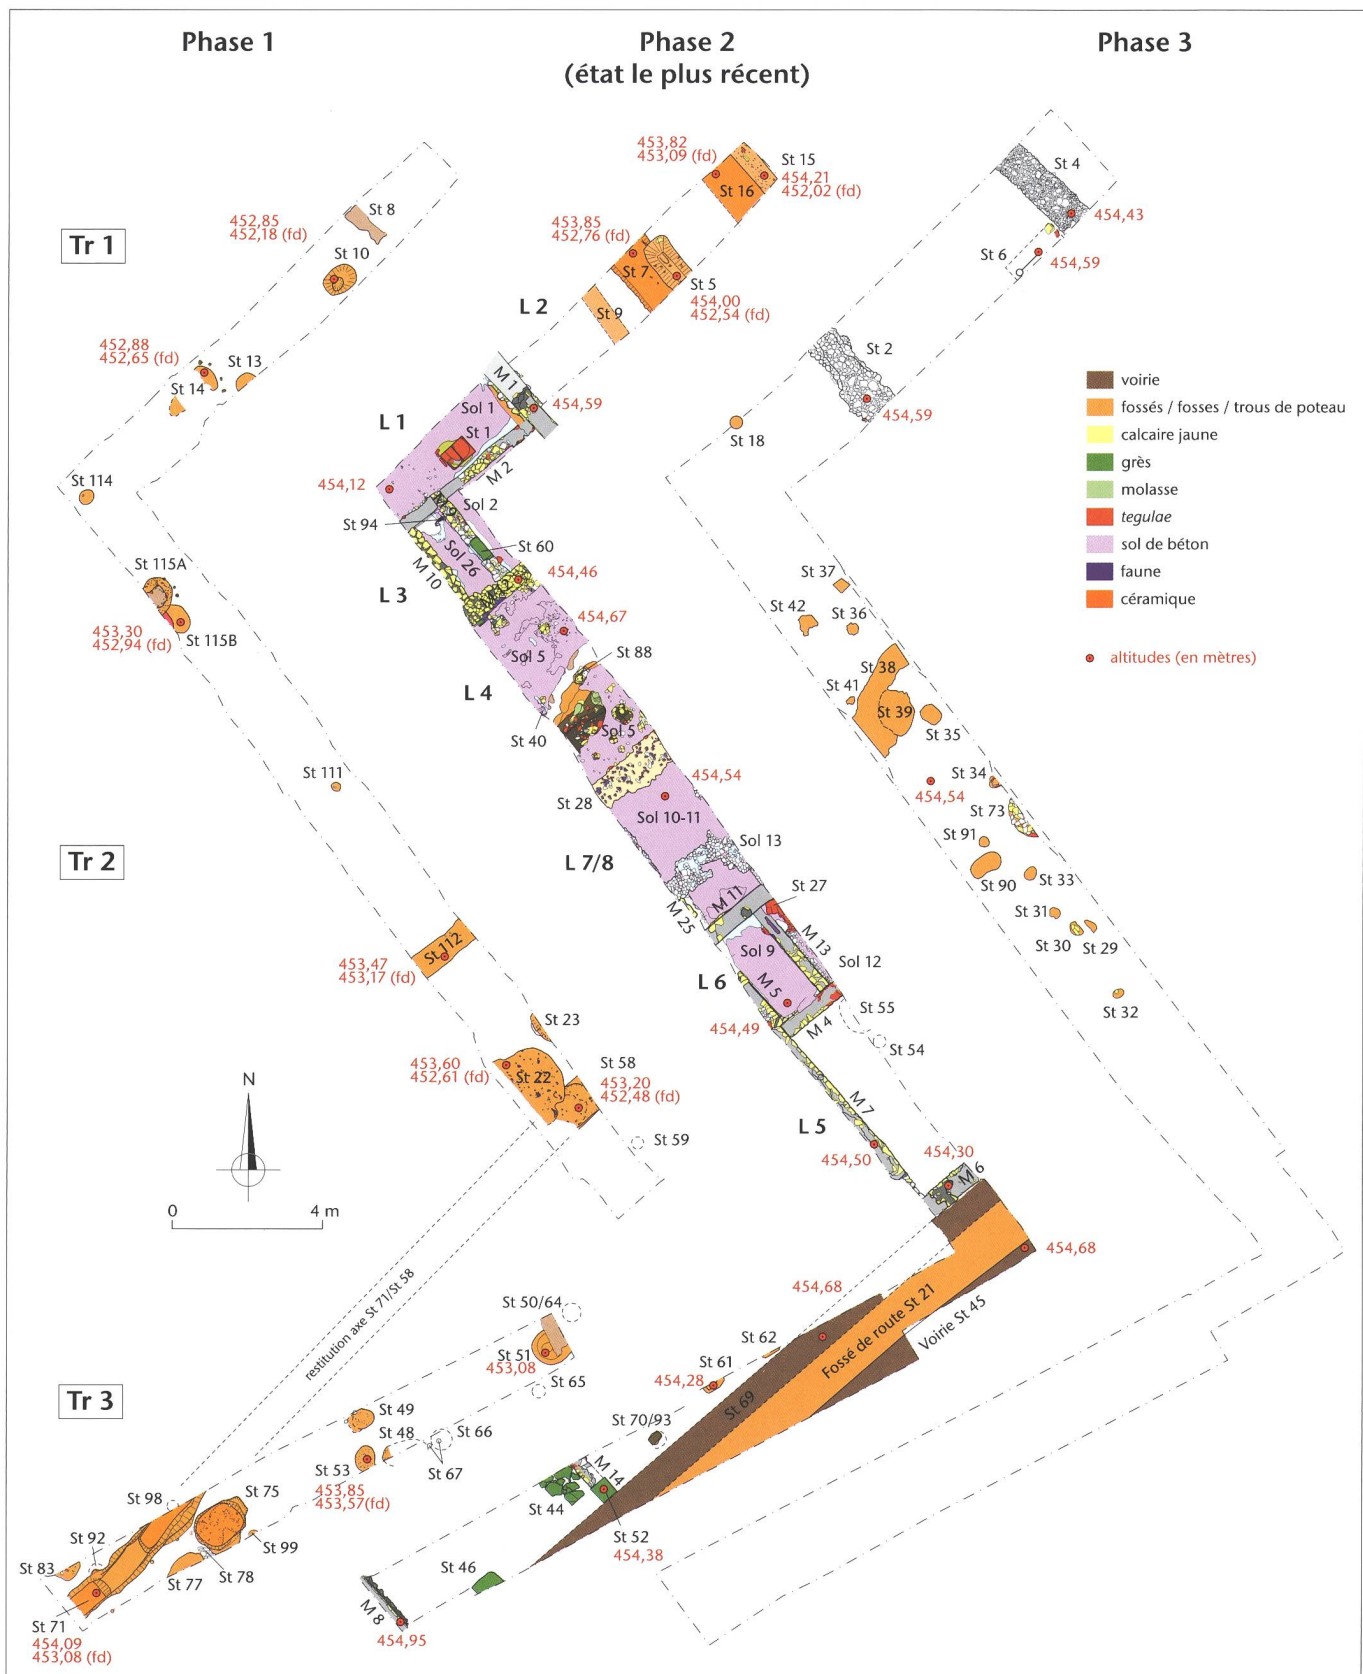 Phase 1
Phase 2
(état le plus récent)
Phase 3
Tr 1
452,85
452,18 (fd)
St 8
St 10
452,88
452,65 (fd)
St 13
St 14
St 114
St 115A
453,30
452,94 (fd)
St 115B
St 111
Tr 2
St 112
453,47
453,17 (fd)
St 23
453,60
452,61 (fd)
St 22
St 58
453,20
452,48 (fd)
St 59
N
0
4 m
restitution axe St 71/St 58
Tr 3
St 50/64
St 51
453,08
St 65
St 49
St 48
St 66
St 67
St 53
453,85
453,57(fd)
St 98
St 75
St 92
St 99
St 83
St 77
St 78
St 71
454,09
453,08 (fd)
453,82
453,09 (fd)
St 15
454,21
452,02 (fd)
St 16
453,85
452,76 (fd)
St 7
St 5
454,00
452,54 (fd)
L 2
St 9
M 1
454,59
Sol 1
L 1
St 1
M 2
454,12
M 9
Sol 2
St 94
Sol 26
St 60
M 10
454,46
L 3
454,67
Sol 5
St 88
L 4
St 40
Sol 5
454,54
St 28
Sol 10-11
Sol 13
L 7/8
St 27
M 11
M 25
M 13
Sol 9
Sol 12
L 6
M 5
St 55
454,49
M 4
St 54
M 7
L 5
454,50
454,30
M 6
454,68
454,68
Fossé de route St 21
Voirie St 45
St 62
St 61
454,28
St 69
St 70/93
M 14
St 44
St 52
454,38
St 46
M 8
454,95
St 4
454,43
St 6
454,59
St 2
454,59
St 18
St 37
St 42
St 36
St 38
St 41
St 39
St 35
St 34
454,54
St 73
St 91
St 90
St 33
St 31
St 30
St 29
St 32
voirie
fossés / fosses / trous de poteau
calcaire jaune
grès
molasse
tegulae
sol de béton
faune
céramique
altitudes (en mètres)